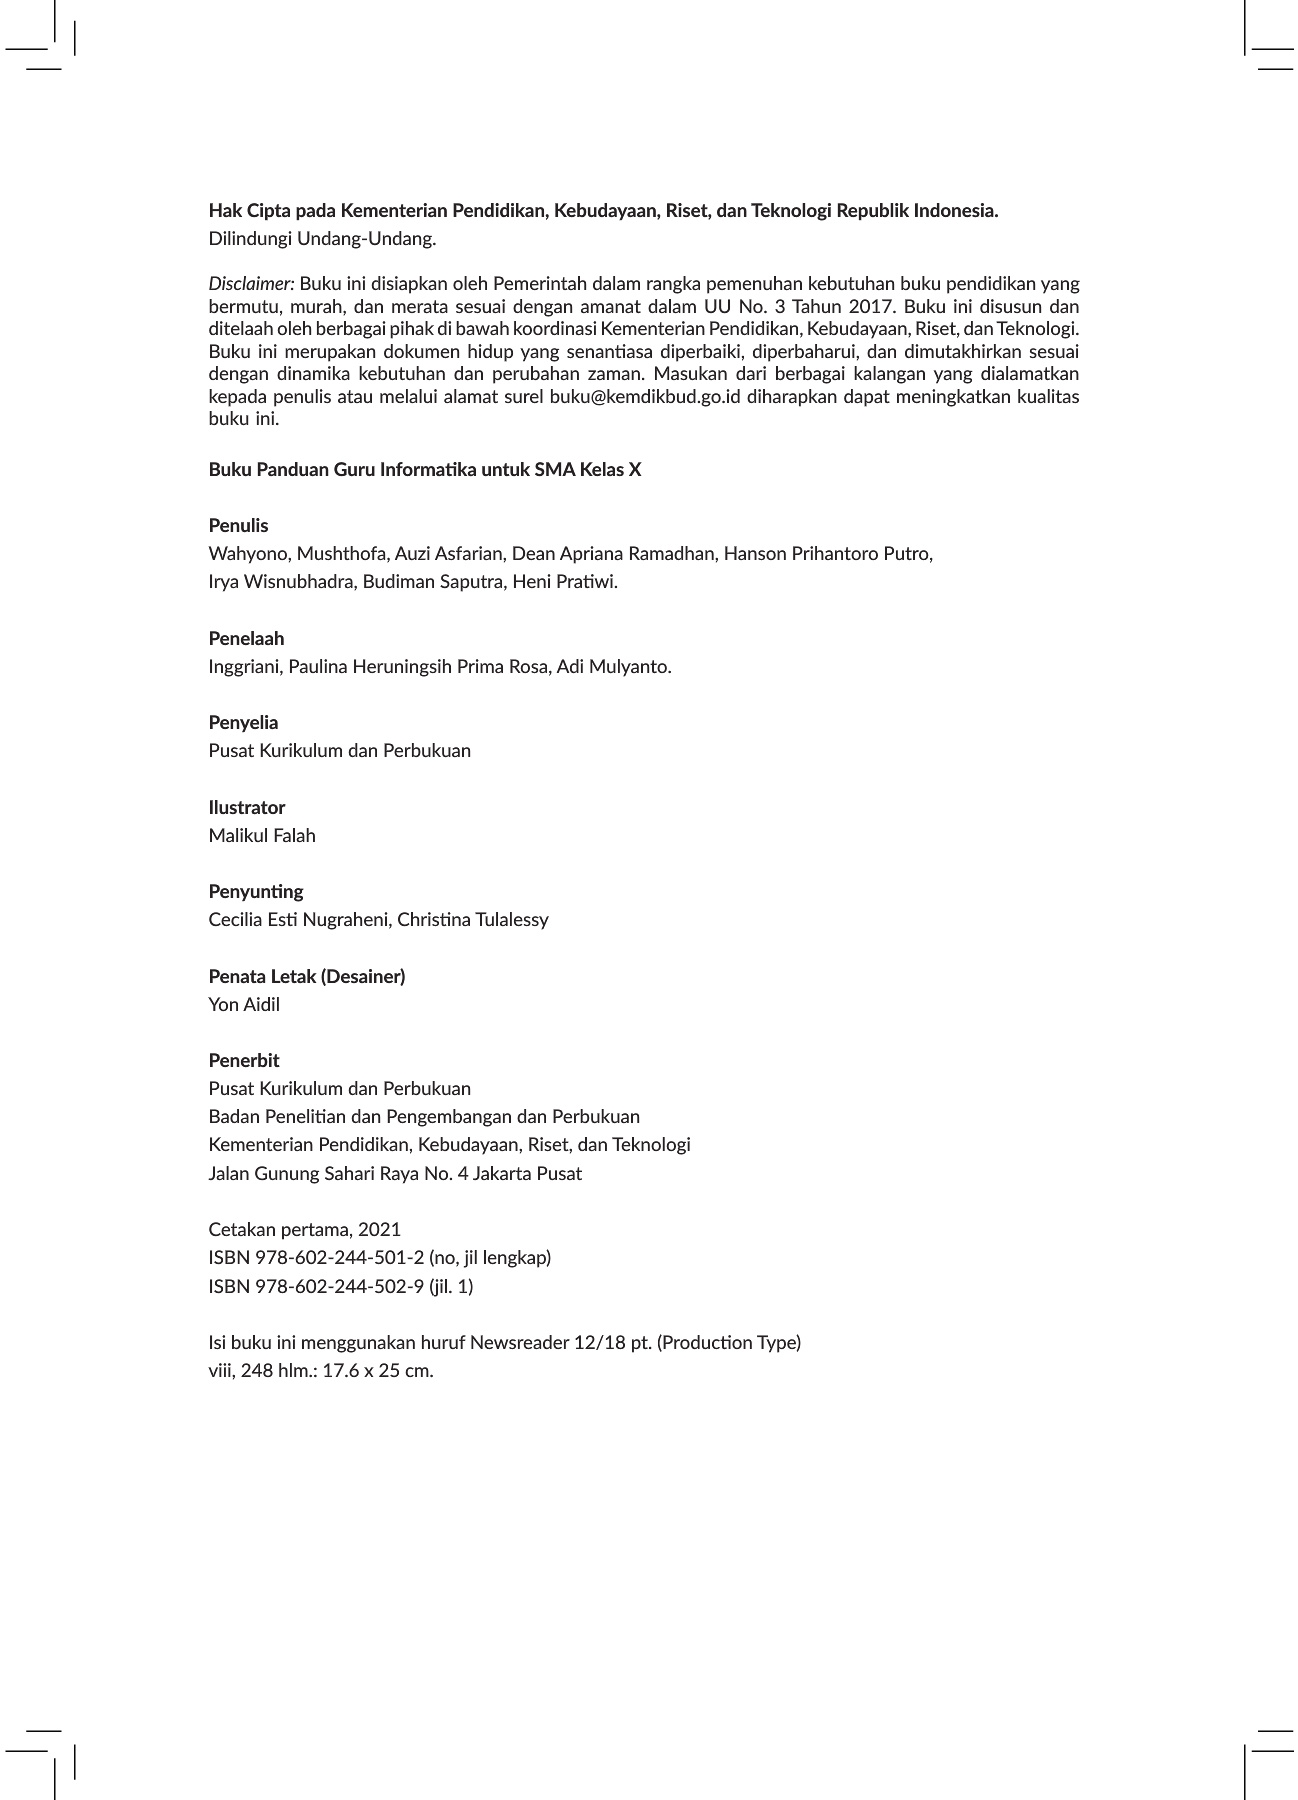 Hak Cipta pada Kementerian Pendidikan, Kebudayaan, Riset, dan Teknologi Republik Indonesia.
Dilindungi Undang-Undang.
Disclaimer: Buku ini disiapkan oleh Pemerintah dalam rangka pemenuhan kebutuhan buku pendidikan yang
bermutu, murah, dan merata sesuai dengan amanat dalam UU No. 3 Tahun 2017. Buku ini disusun dan
ditelaah oleh berbagai pihak di bawah koordinasi Kementerian Pendidikan, Kebudayaan, Riset, dan Teknologi.
Buku ini merupakan dokumen hidup yang senantiasa diperbaiki, diperbaharui, dan dimutakhirkan sesuai
dengan dinamika kebutuhan dan perubahan zaman. Masukan dari berbagai kalangan yang dialamatkan
kepada penulis atau melalui alamat surel buku@kemdikbud.go.id diharapkan dapat meningkatkan kualitas
buku ini.
Buku Panduan Guru Informatika untuk SMA Kelas X
Penulis
Wahyono, Mushthofa, Auzi Asfarian, Dean Apriana Ramadhan, Hanson Prihantoro Putro,
Irya Wisnubhadra, Budiman Saputra, Heni Pratiwi.
Penelaah
Inggriani, Paulina Heruningsih Prima Rosa, Adi Mulyanto.
Penyelia
Pusat Kurikulum dan Perbukuan
Ilustrator
Malikul Falah
Penyunting
Cecilia Esti Nugraheni, Christina Tulalessy
Penata Letak (Desainer)
Yon Aidil
Penerbit
Pusat Kurikulum dan Perbukuan
Badan Penelitian dan Pengembangan dan Perbukuan
Kementerian Pendidikan, Kebudayaan, Riset, dan Teknologi
Jalan Gunung Sahari Raya No. 4 Jakarta Pusat
Cetakan pertama, 2021
ISBN 978-602-244-501-2 (no, jil lengkap)
ISBN 978-602-244-502-9 (jil. 1)
Isi buku ini menggunakan huruf Newsreader 12/18 pt. (Production Type)
viii, 248 hlm.: 17.6 x 25 cm.